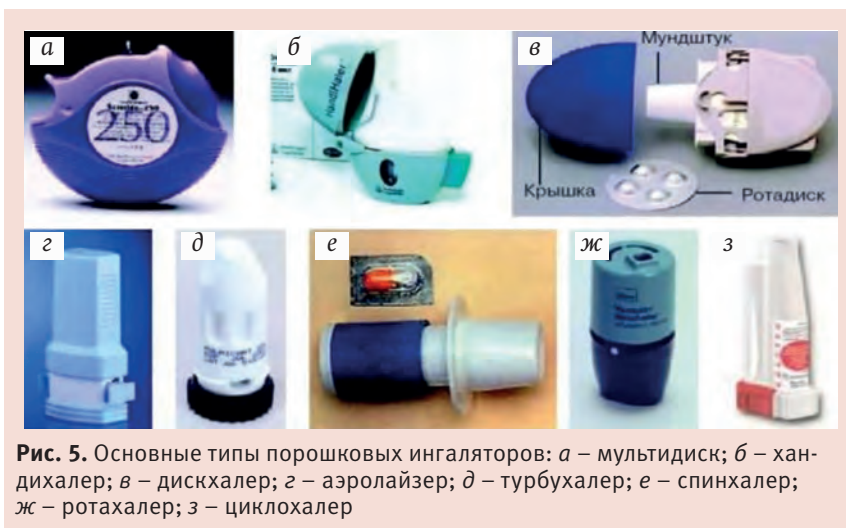 а
б
в
Мундштук
250
HandiHaler
Крышка
Ротадиск
г
д
е
ж
з
Рис. 5. Основные типы порошковых ингаляторов: а – мультидиск; б – хан-
дихалер; в – дискхалер; г – аэролайзер; д – турбухалер; е – спинхалер;
ж – ротахалер; з – циклохалер